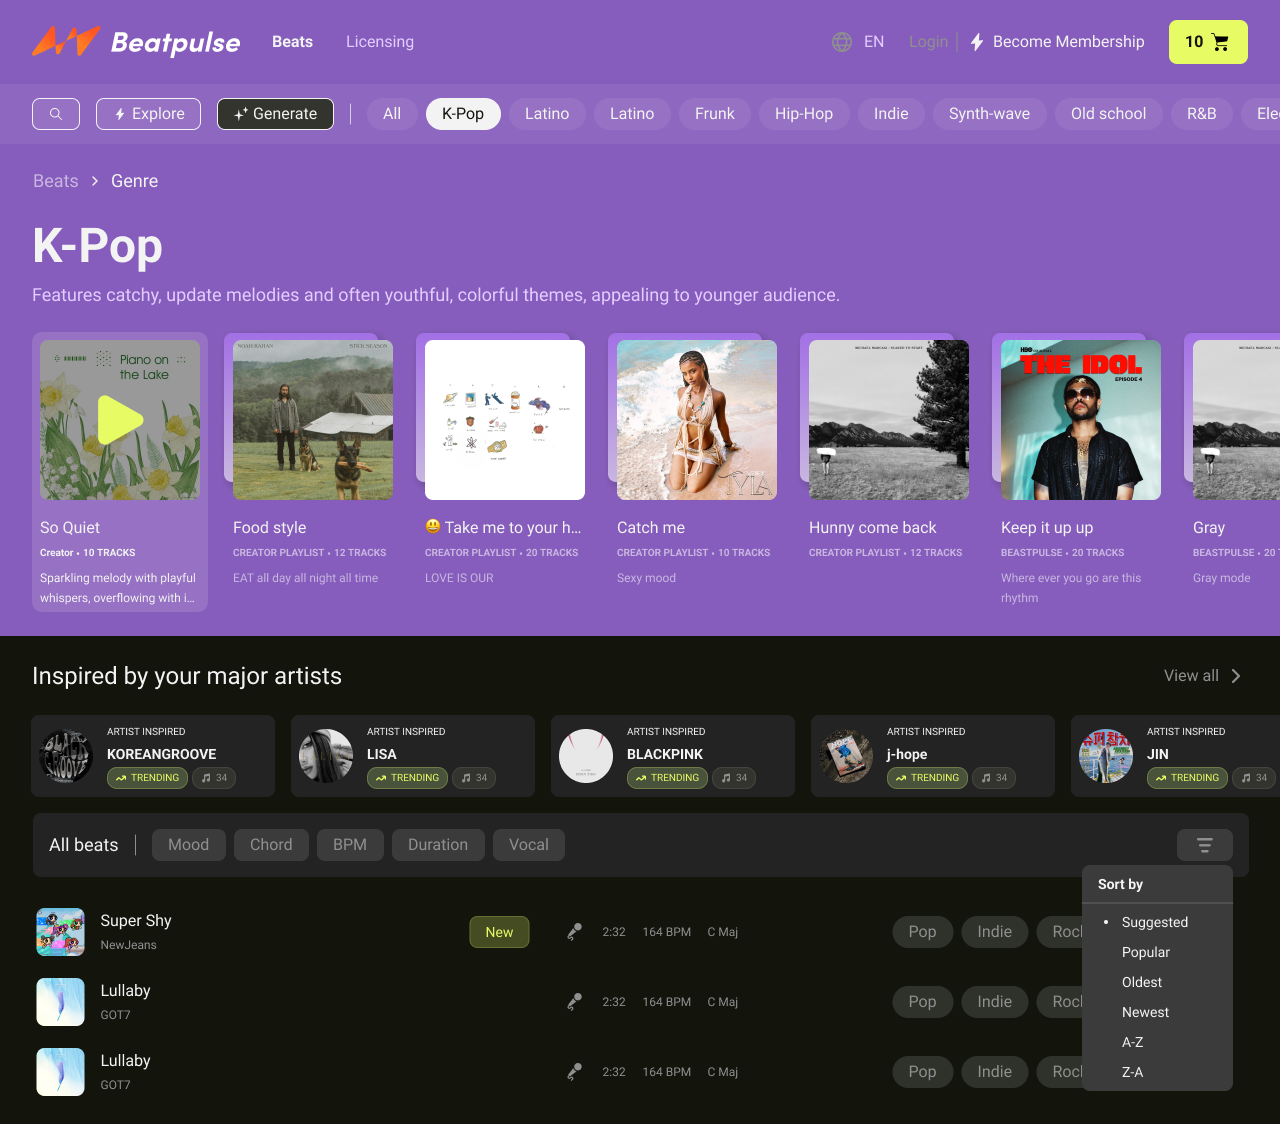 Beatpulse
Beats
Licensing
EN
Login
Become Membership
10
Explore
Generate
All
K-Pop
Latino
Latino
Frunk
Hip-Hop
Indie
Synth-wave
Old school
R&B
Ele
Beats
Genre
K-Pop
Features catchy, update melodies and often youthful, colorful themes, appealing to younger audience.
Piano on
the Lake
NOAH KAHAN
STICK SEASON
TYLA
HBO
THE IDOL
EPISODE 4
So Quiet
Creator • 10 TRACKS
Sparkling melody with playful
whispers, overflowing with i...
Food style
CREATOR PLAYLIST • 12 TRACKS
EAT all day all night all time
😃 Take me to your h...
CREATOR PLAYLIST • 20 TRACKS
LOVE IS OUR
Catch me
CREATOR PLAYLIST • 10 TRACKS
Sexy mood
Hunny come back
CREATOR PLAYLIST • 12 TRACKS
Keep it up up
BEASTPULSE • 20 TRACKS
Where ever you go are this
rhythm
Gray
BEASTPULSE • 20
Gray mode
Inspired by your major artists
View all
ARTIST INSPIRED
KOREANGROOVE
TRENDING
34
ARTIST INSPIRED
LISA
TRENDING
34
ARTIST INSPIRED
BLACKPINK
TRENDING
34
ARTIST INSPIRED
j-hope
TRENDING
34
ARTIST INSPIRED
JIN
TRENDING
34
All beats
Mood
Chord
BPM
Duration
Vocal
Sort by
Suggested
Popular
Oldest
Newest
A-Z
Z-A
Super Shy
NewJeans
New
2:32
164 BPM
C Maj
Pop
Indie
Roc
Lullaby
GOT7
2:32
164 BPM
C Maj
Pop
Indie
Roc
Lullaby
GOT7
2:32
164 BPM
C Maj
Pop
Indie
Roc